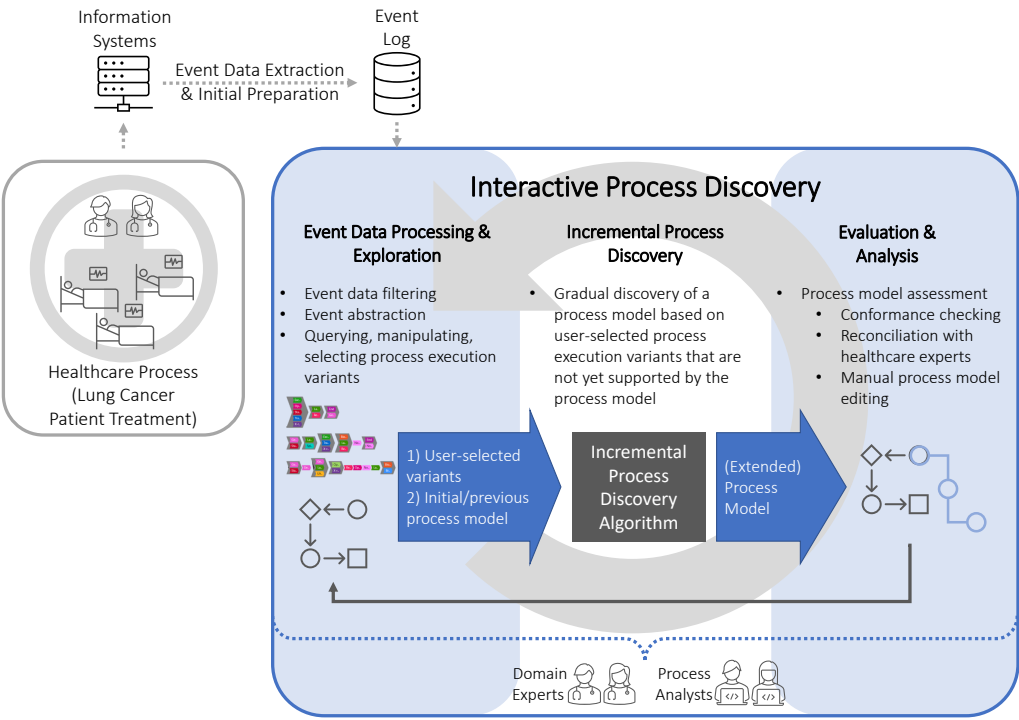 Information
Systems
Event
Log
Event Data Extraction
& Initial Preparation
Healthcare Process
(Lung Cancer
Patient Treatment)
Interactive Process Discovery
Event Data Processing &
Exploration
• Event data filtering
• Event abstraction
• Querying, manipulating,
selecting process execution
variants
Incremental Process
Discovery
• Gradual discovery of a
process model based on
user-selected process
execution variants that are
not yet supported by the
process model
Evaluation &
Analysis
• Process model assessment
• Conformance checking
• Reconciliation with
healthcare experts
• Manual process model
editing
1) User-selected
variants
2) Initial/previous
process model
Incremental
Process
Discovery
Algorithm
(Extended)
Process
Model
Domain
Experts
Process
Analysts